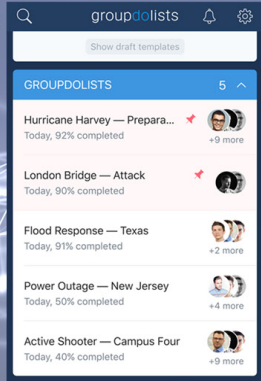 groupdolists
Show draft templates
GROUPDOLISTS 5
Hurricane Harvey — Prepara...
Today, 92% completed
+9 more
London Bridge — Attack
Today, 90% completed
Flood Response — Texas
Today, 91% completed
+2 more
Power Outage — New Jersey
Today, 50% completed
+4 more
Active Shooter — Campus Four
Today, 40% completed
+9 more